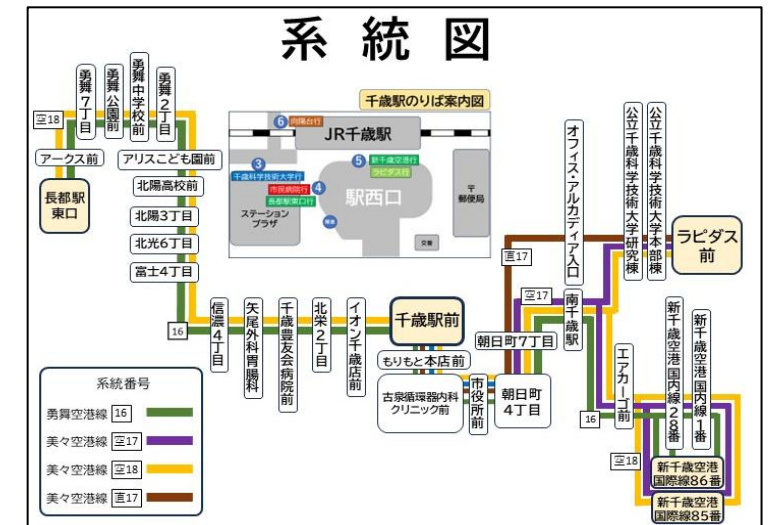 系統図
千歳駅のりば案内図
⑥ 向陽台行
JR千歳駅
③
千歳科学技術大学行
⑤ 新千歳空港行
ラピダス行
市民病院行 ④
長都駅東口行
駅西口
ステーション
プラザ
〒
郵便局
交番
空18
勇舞7丁目
勇舞公園前
勇舞中学校前
勇舞2丁目
アークス前
アリスこども園前
長都駅
東口
北陽高校前
北陽3丁目
北光6丁目
富士4丁目
16
信濃4丁目
矢尾外科胃腸科
千歳豊友会病院前
北栄2丁目
イオン千歳店前
千歳駅前
もりもと本店前
古泉循環器内科
クリニック前
市役所前
朝日町
4丁目
朝日町7丁目
直17
空17
オフィス・アルカディア入口
南千歳駅
公立千歳科学技術大学研究棟
公立千歳科学技術大学本部棟
ラピダス
前
16
エアカーゴ前
空18
新千歳空港国内線28番
新千歳空港国内線1番
新千歳空港
国際線86番
新千歳空港
国際線85番
系統番号
勇舞空港線 16
美々空港線 空17
美々空港線 空18
美々空港線 直17